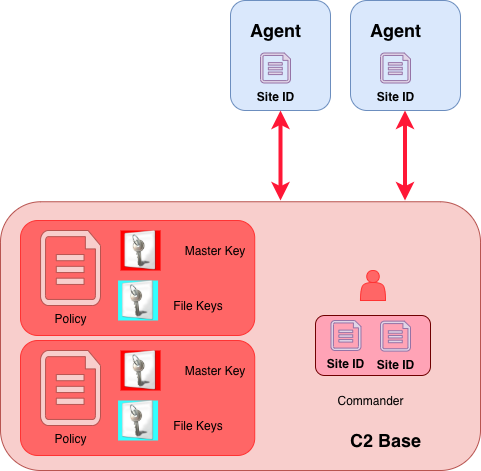 Agent
Agent
Site ID
Site ID
Master Key
File Keys
Policy
Master Key
File Keys
Policy
Site ID
Site ID
Commander
C2 Base